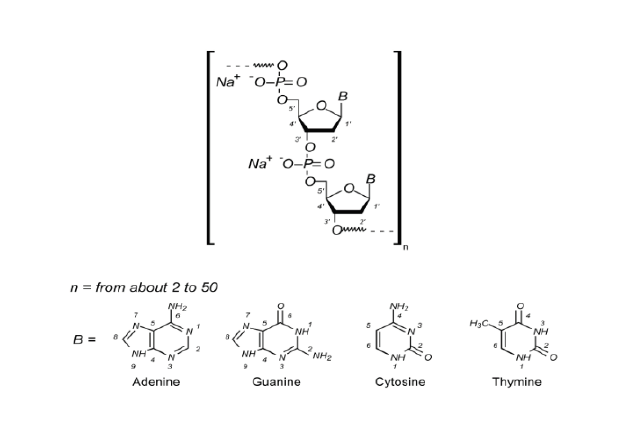 O
Na+ -O-P=O
O
5' O B
4' 1'
3' 2'
O
Na+ -O-P=O
O
5' O B
4' 1'
3' 2'
O
n
n = from about 2 to 50
NH2 O NH2 O
7 N 5 6 N 1 7 N 5 6 NH 1 5 4 N 3 H3C 5 4 NH 3
B = 8 2 8 2 NH2 6 2 O 6 2 O
NH 4 N NH 4 N NH NH
9 3 9 3 1 1
Adenine Guanine Cytosine Thymine